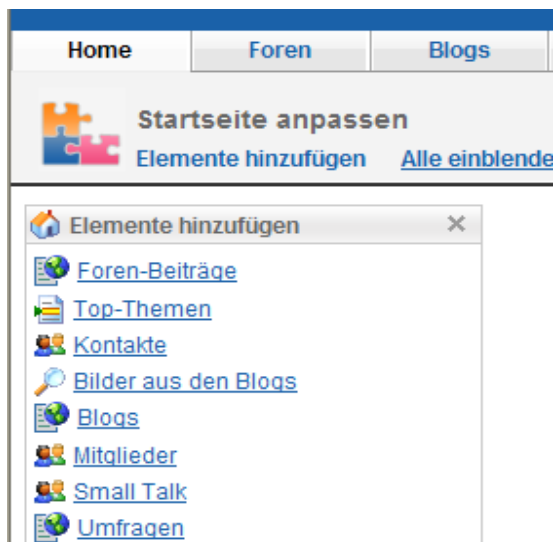 Home Foren Blogs
Startseite anpassen
Elemente hinzufügen Alle einblende
Elemente hinzufügen
Foren-Beiträge
Top-Themen
Kontakte
Bilder aus den Blogs
Blogs
Mitglieder
Small Talk
Umfragen